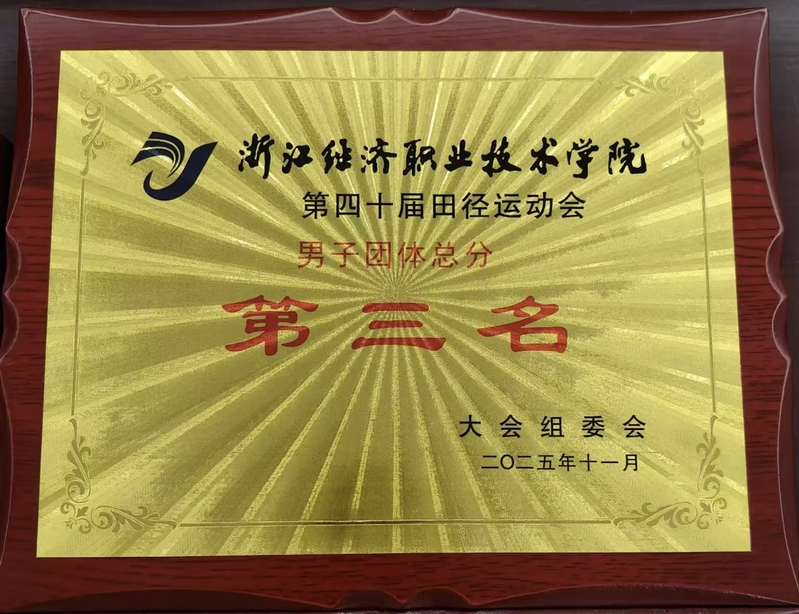 浙江经济职业技术学院
第四十届田径运动会
男子团体总分
第三名
大会组委会
二〇二五年十一月